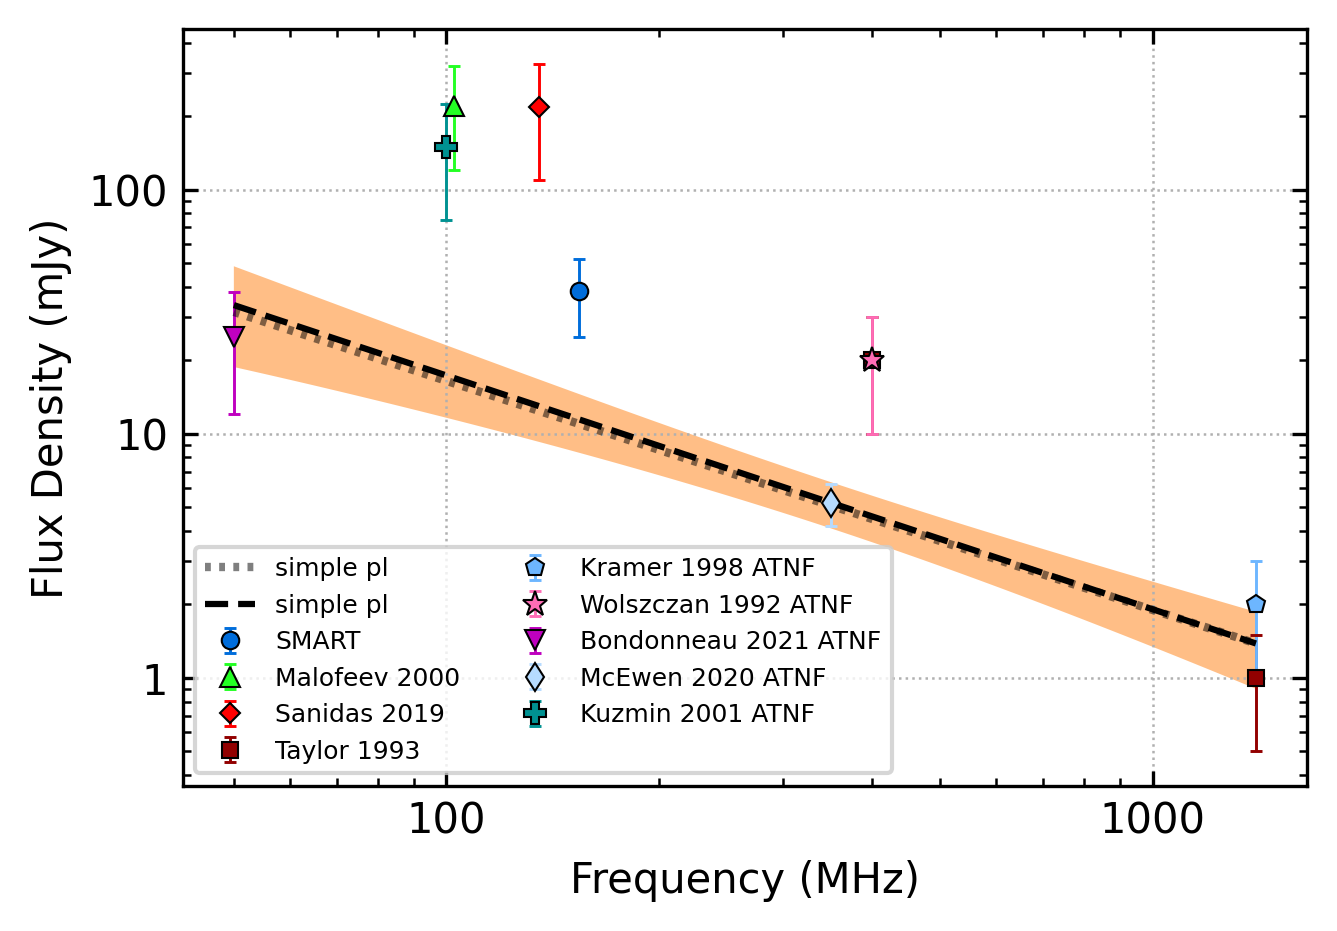 Flux Density (mJy)
100
10
1
simple pl
simple pl
SMART
Malofeev 2000
Sanidas 2019
Taylor 1993
Kramer 1998 ATNF
Wolszczan 1992 ATNF
Bondonneau 2021 ATNF
McEwen 2020 ATNF
Kuzmin 2001 ATNF
100
1000
Frequency (MHz)